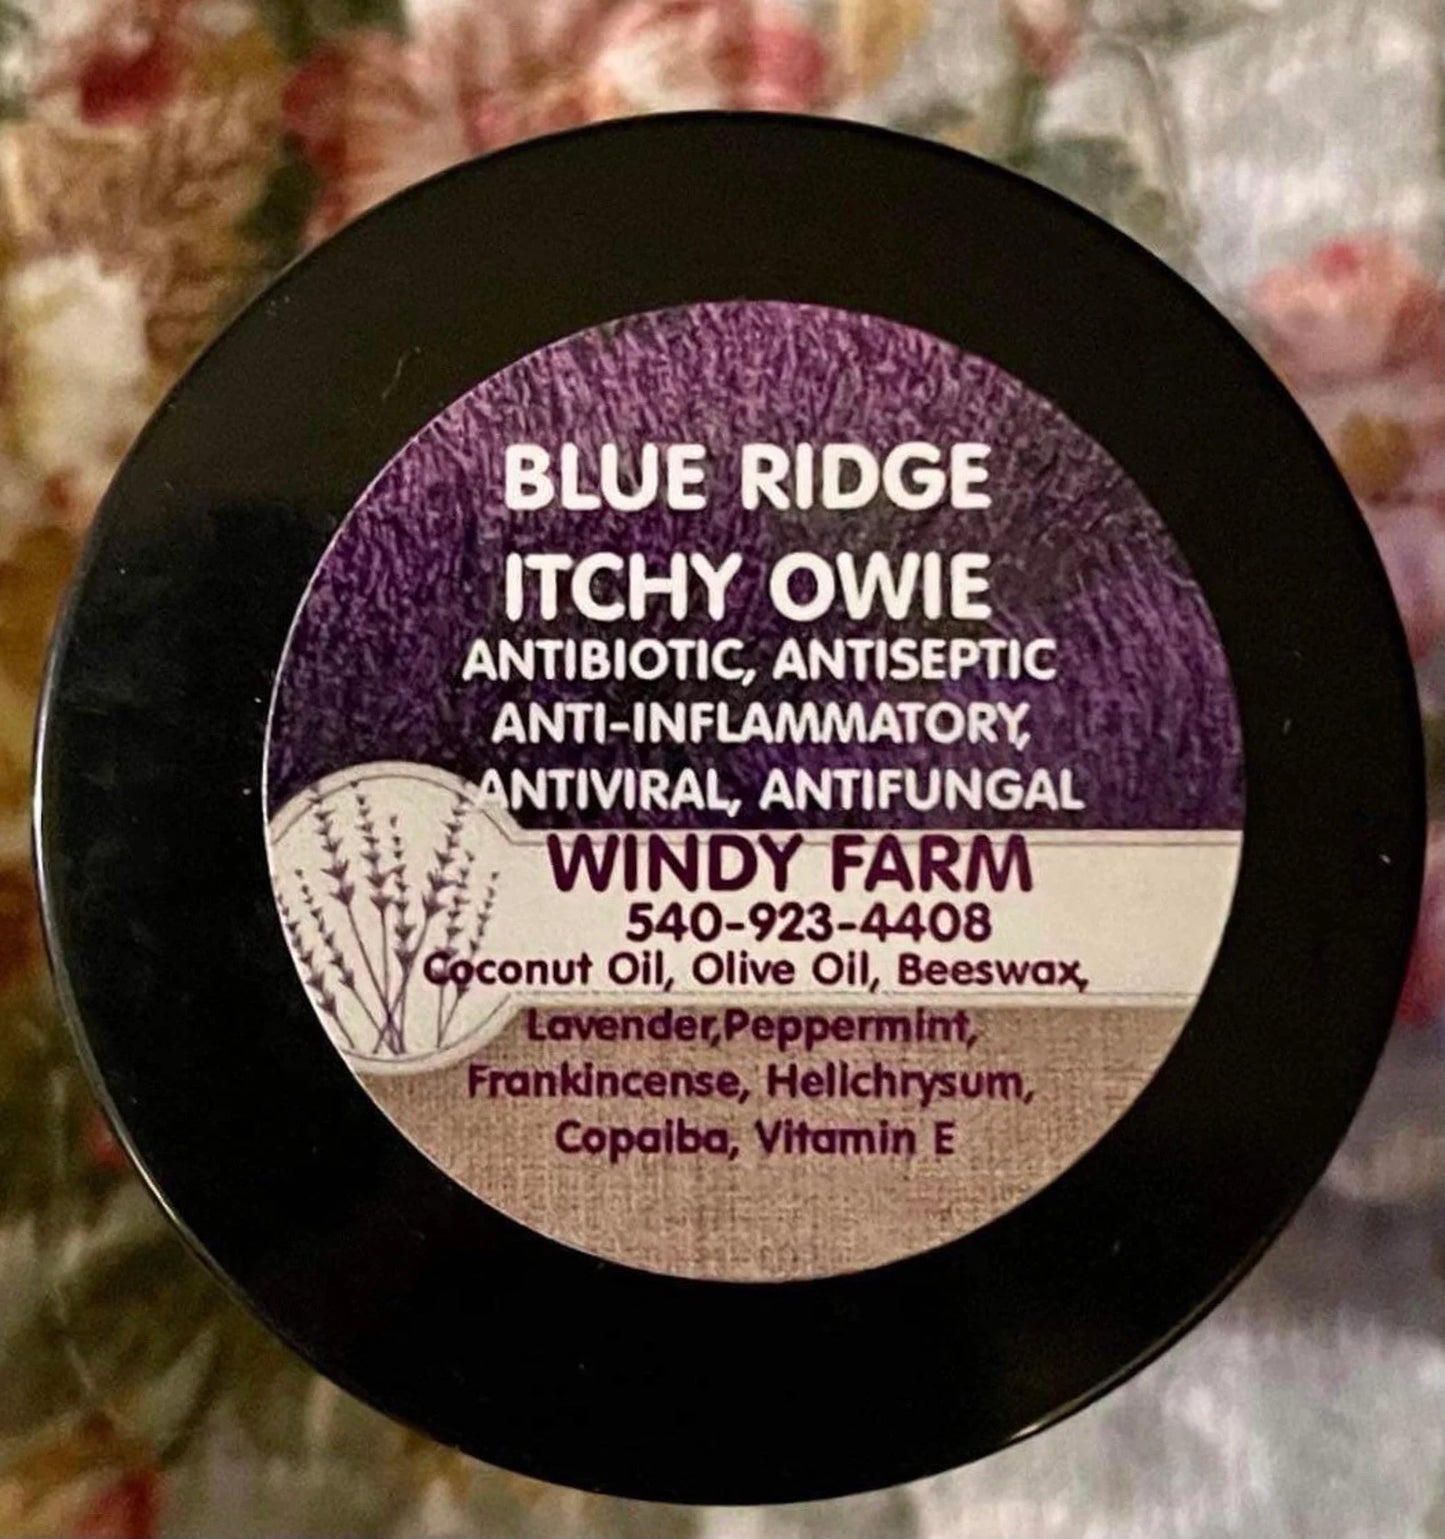 BLUE RIDGE
ITCHY OWIE
ANTIBIOTIC, ANTISEPTIC
ANTI-INFLAMMATORY,
ANTIVIRAL, ANTIFUNGAL
WINDY FARM
540-923-4408
Coconut Oil, Olive Oil, Beeswax,
Lavender,Peppermint,
Frankincense, Helichrysum,
Copaiba, Vitamin E